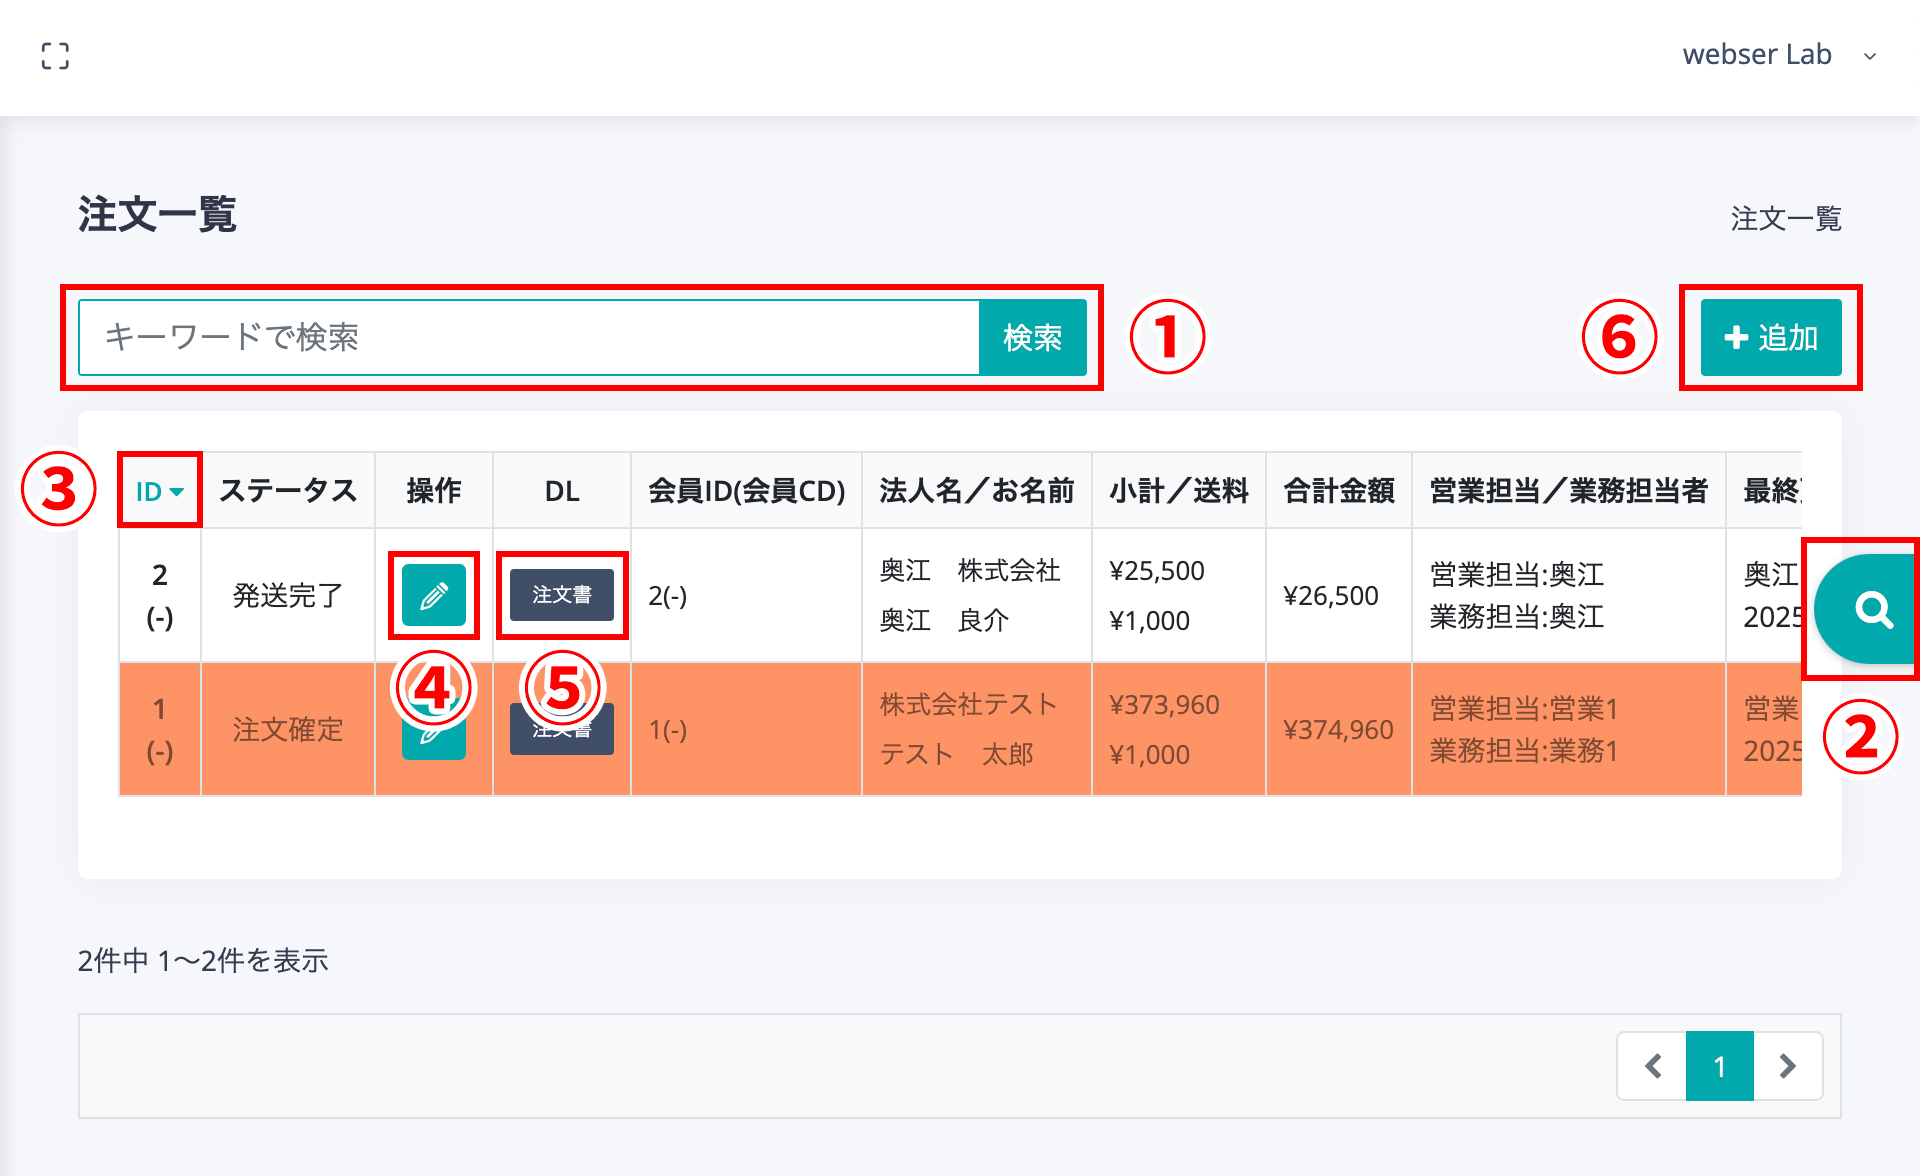 webser Lab
注文一覧
注文一覧
キーワードで検索
検索
①
⑥
追加
③
ID
ステータス
操作
DL
会員ID(会員CD)
法人名／お名前
小計／送料
合計金額
営業担当／業務担当者
最終
2
(-)
発送完了
注文書
2(-)
奥江　株式会社
奥江　良介
¥25,500
¥1,000
¥26,500
営業担当:奥江
業務担当:奥江
奥江
2025
④
⑤
②
1
(-)
注文確定
注文書
1(-)
株式会社テスト
テスト　太郎
¥373,960
¥1,000
¥374,960
営業担当:営業1
業務担当:業務1
営業
2025
2件中 1〜2件を表示
1